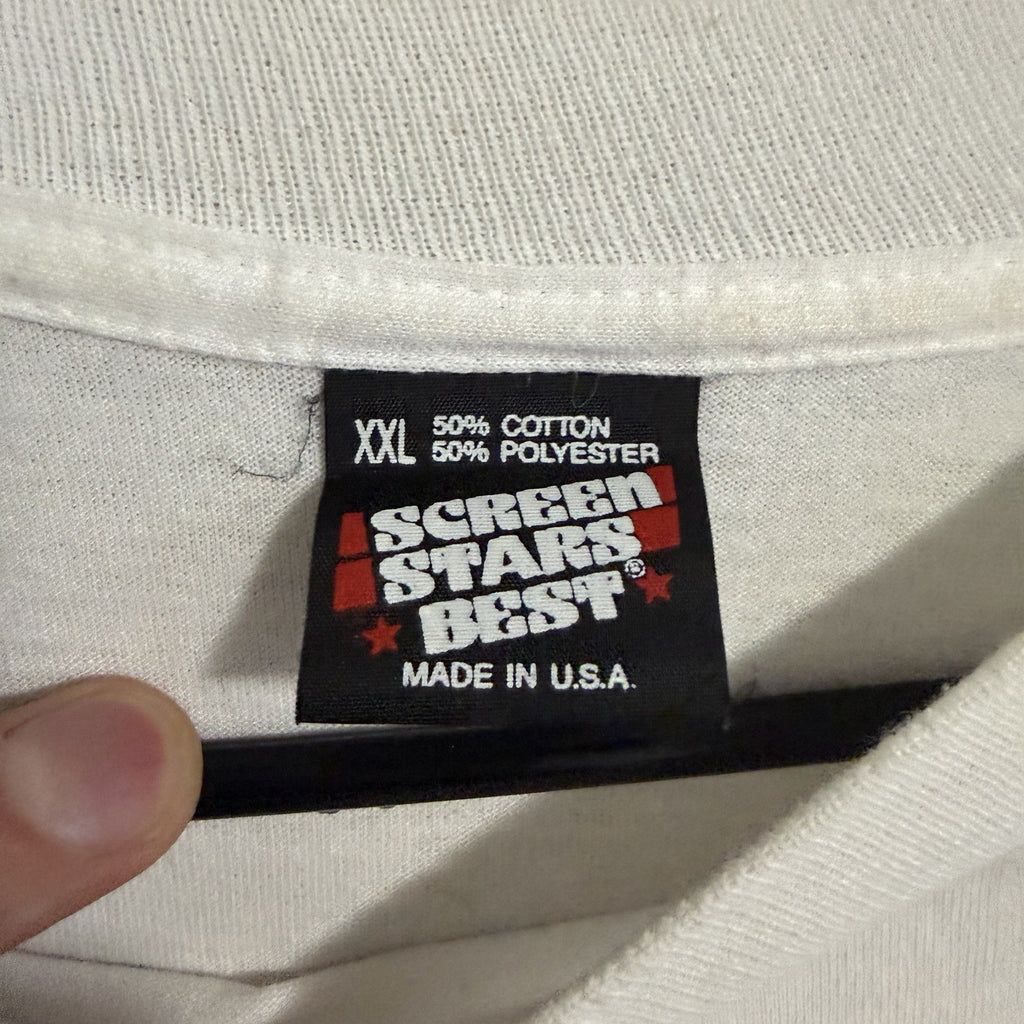 XXL 50% COTTON
50% POLYESTER
SCREEN
STARS
BEST®
MADE IN U.S.A.